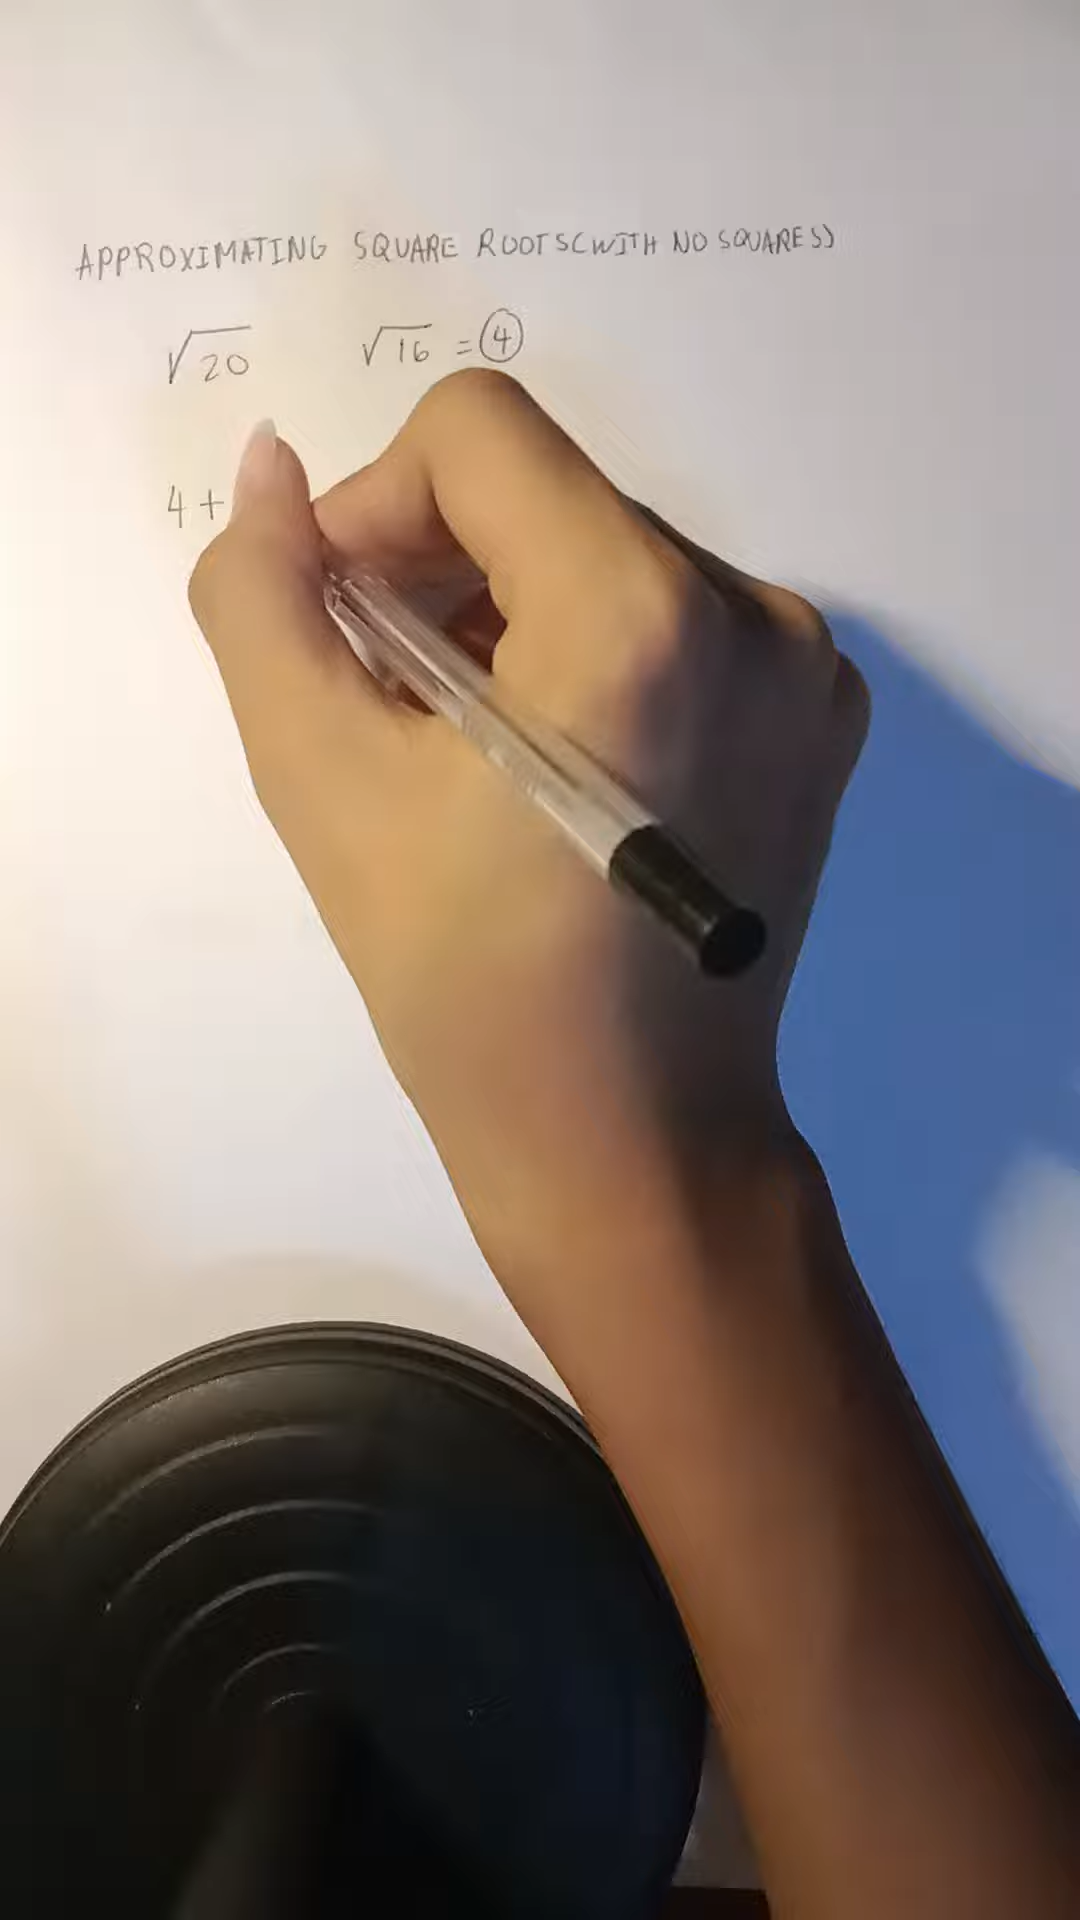 APPROXIMATING SQUARE ROOTS(WITH NO SQUARES)
√20 √16 = 4
4 +